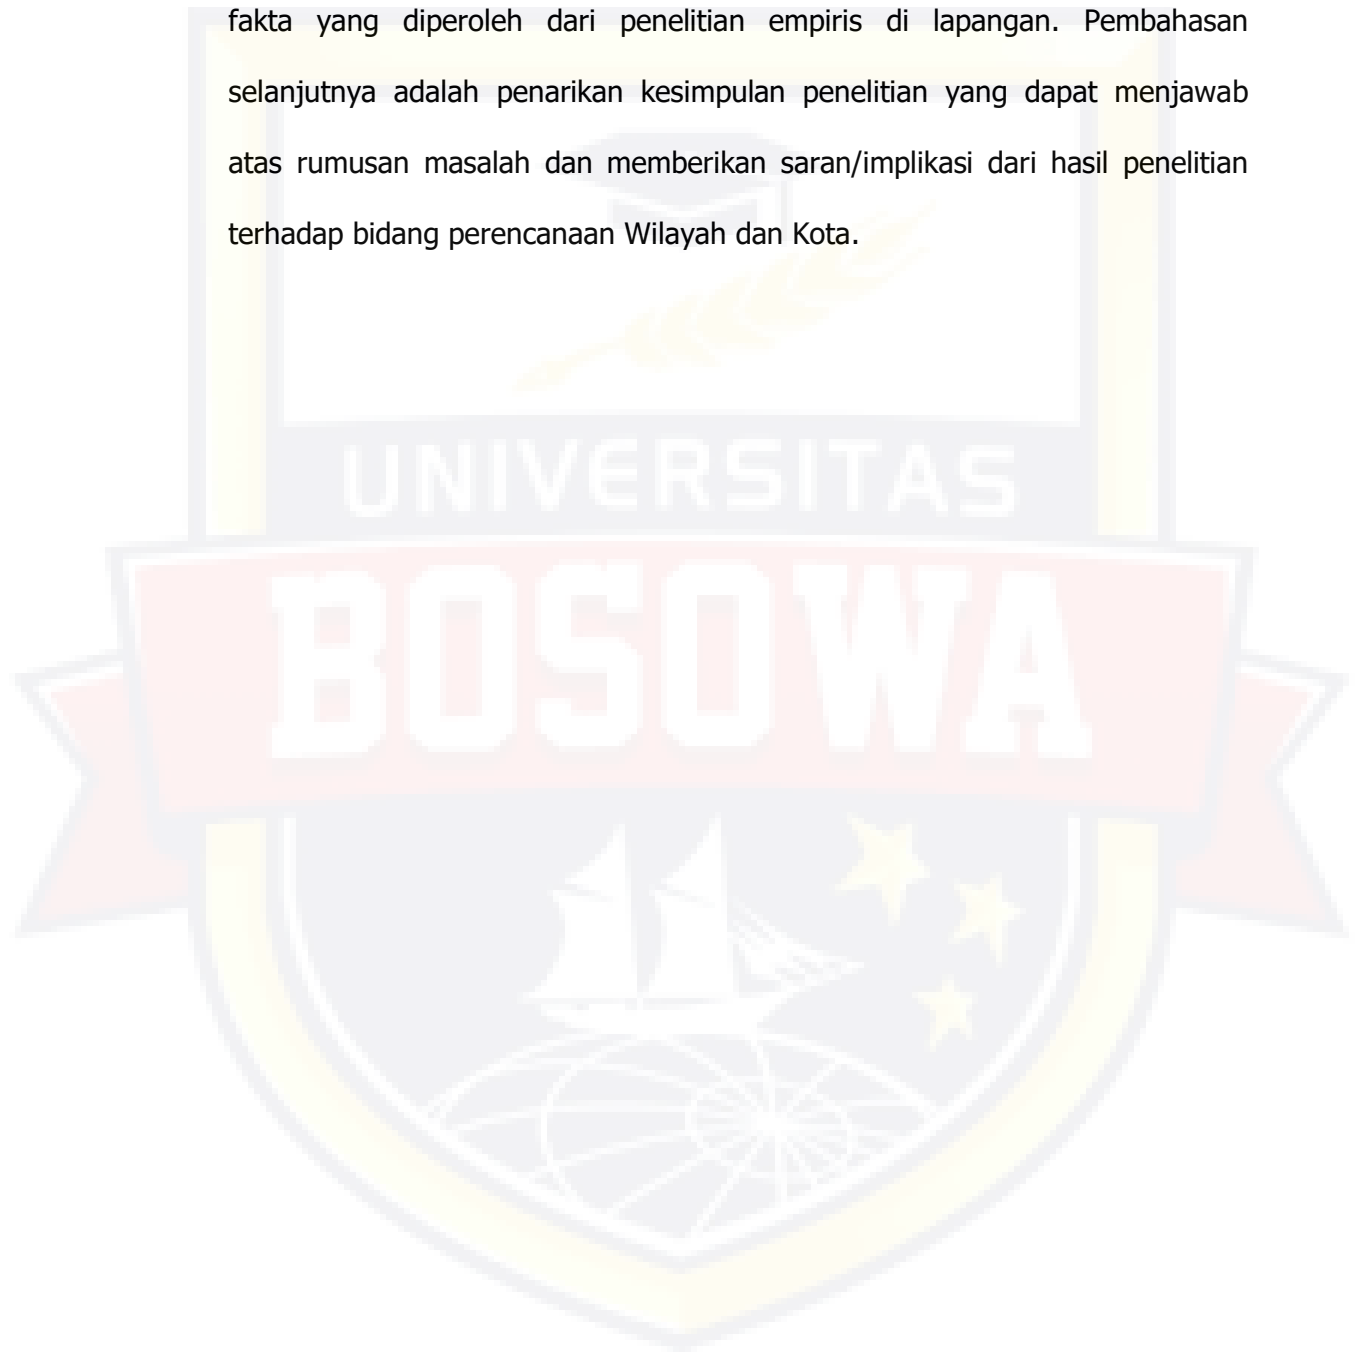 fakta yang diperoleh dari penelitian empiris di lapangan. Pembahasan
selanjutnya adalah penarikan kesimpulan penelitian yang dapat menjawab
atas rumusan masalah dan memberikan saran/implikasi dari hasil penelitian
terhadap bidang perencanaan Wilayah dan Kota.
UNIVERSITAS
BOSOWA